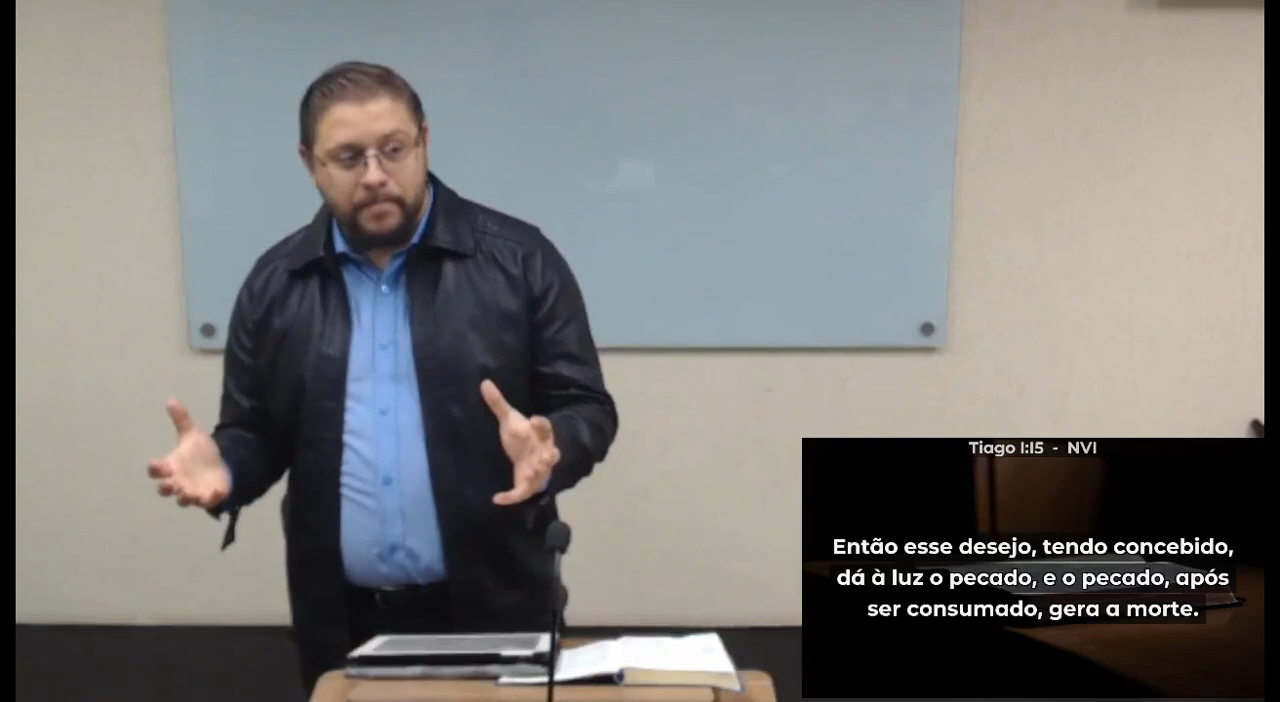 Tiago 1:15 - NVI
Então esse desejo, tendo concebido,
dá à luz o pecado, e o pecado, após
ser consumado, gera a morte.